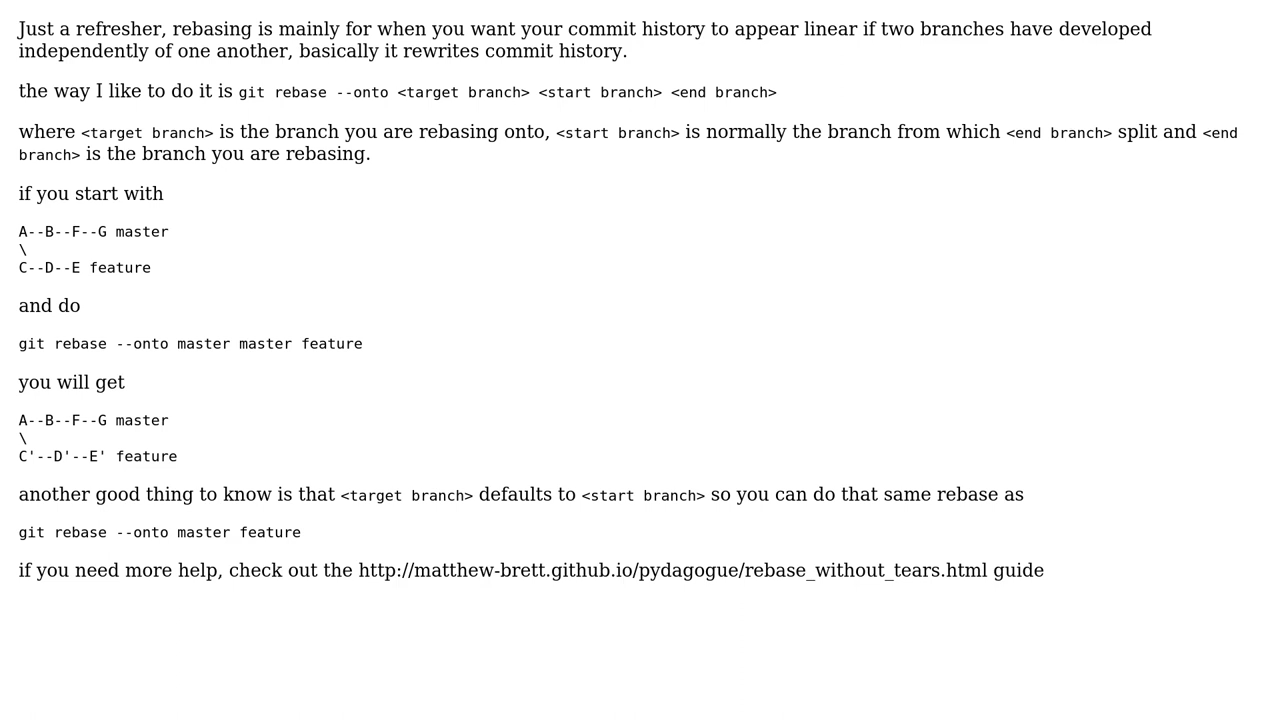 Just a refresher, rebasing is mainly for when you want your commit history to appear linear if two branches have developed
independently of one another, basically it rewrites commit history.
the way I like to do it is git rebase --onto <target branch> <start branch> <end branch>
where <target branch> is the branch you are rebasing onto, <start branch> is normally the branch from which <end branch> split and <end
branch> is the branch you are rebasing.
if you start with
A--B--F--G master
\
C--D--E feature
and do
git rebase --onto master master feature
you will get
A--B--F--G master
\
C'--D'--E' feature
another good thing to know is that <target branch> defaults to <start branch> so you can do that same rebase as
git rebase --onto master feature
if you need more help, check out the http://matthew-brett.github.io/pydagogue/rebase_without_tears.html guide